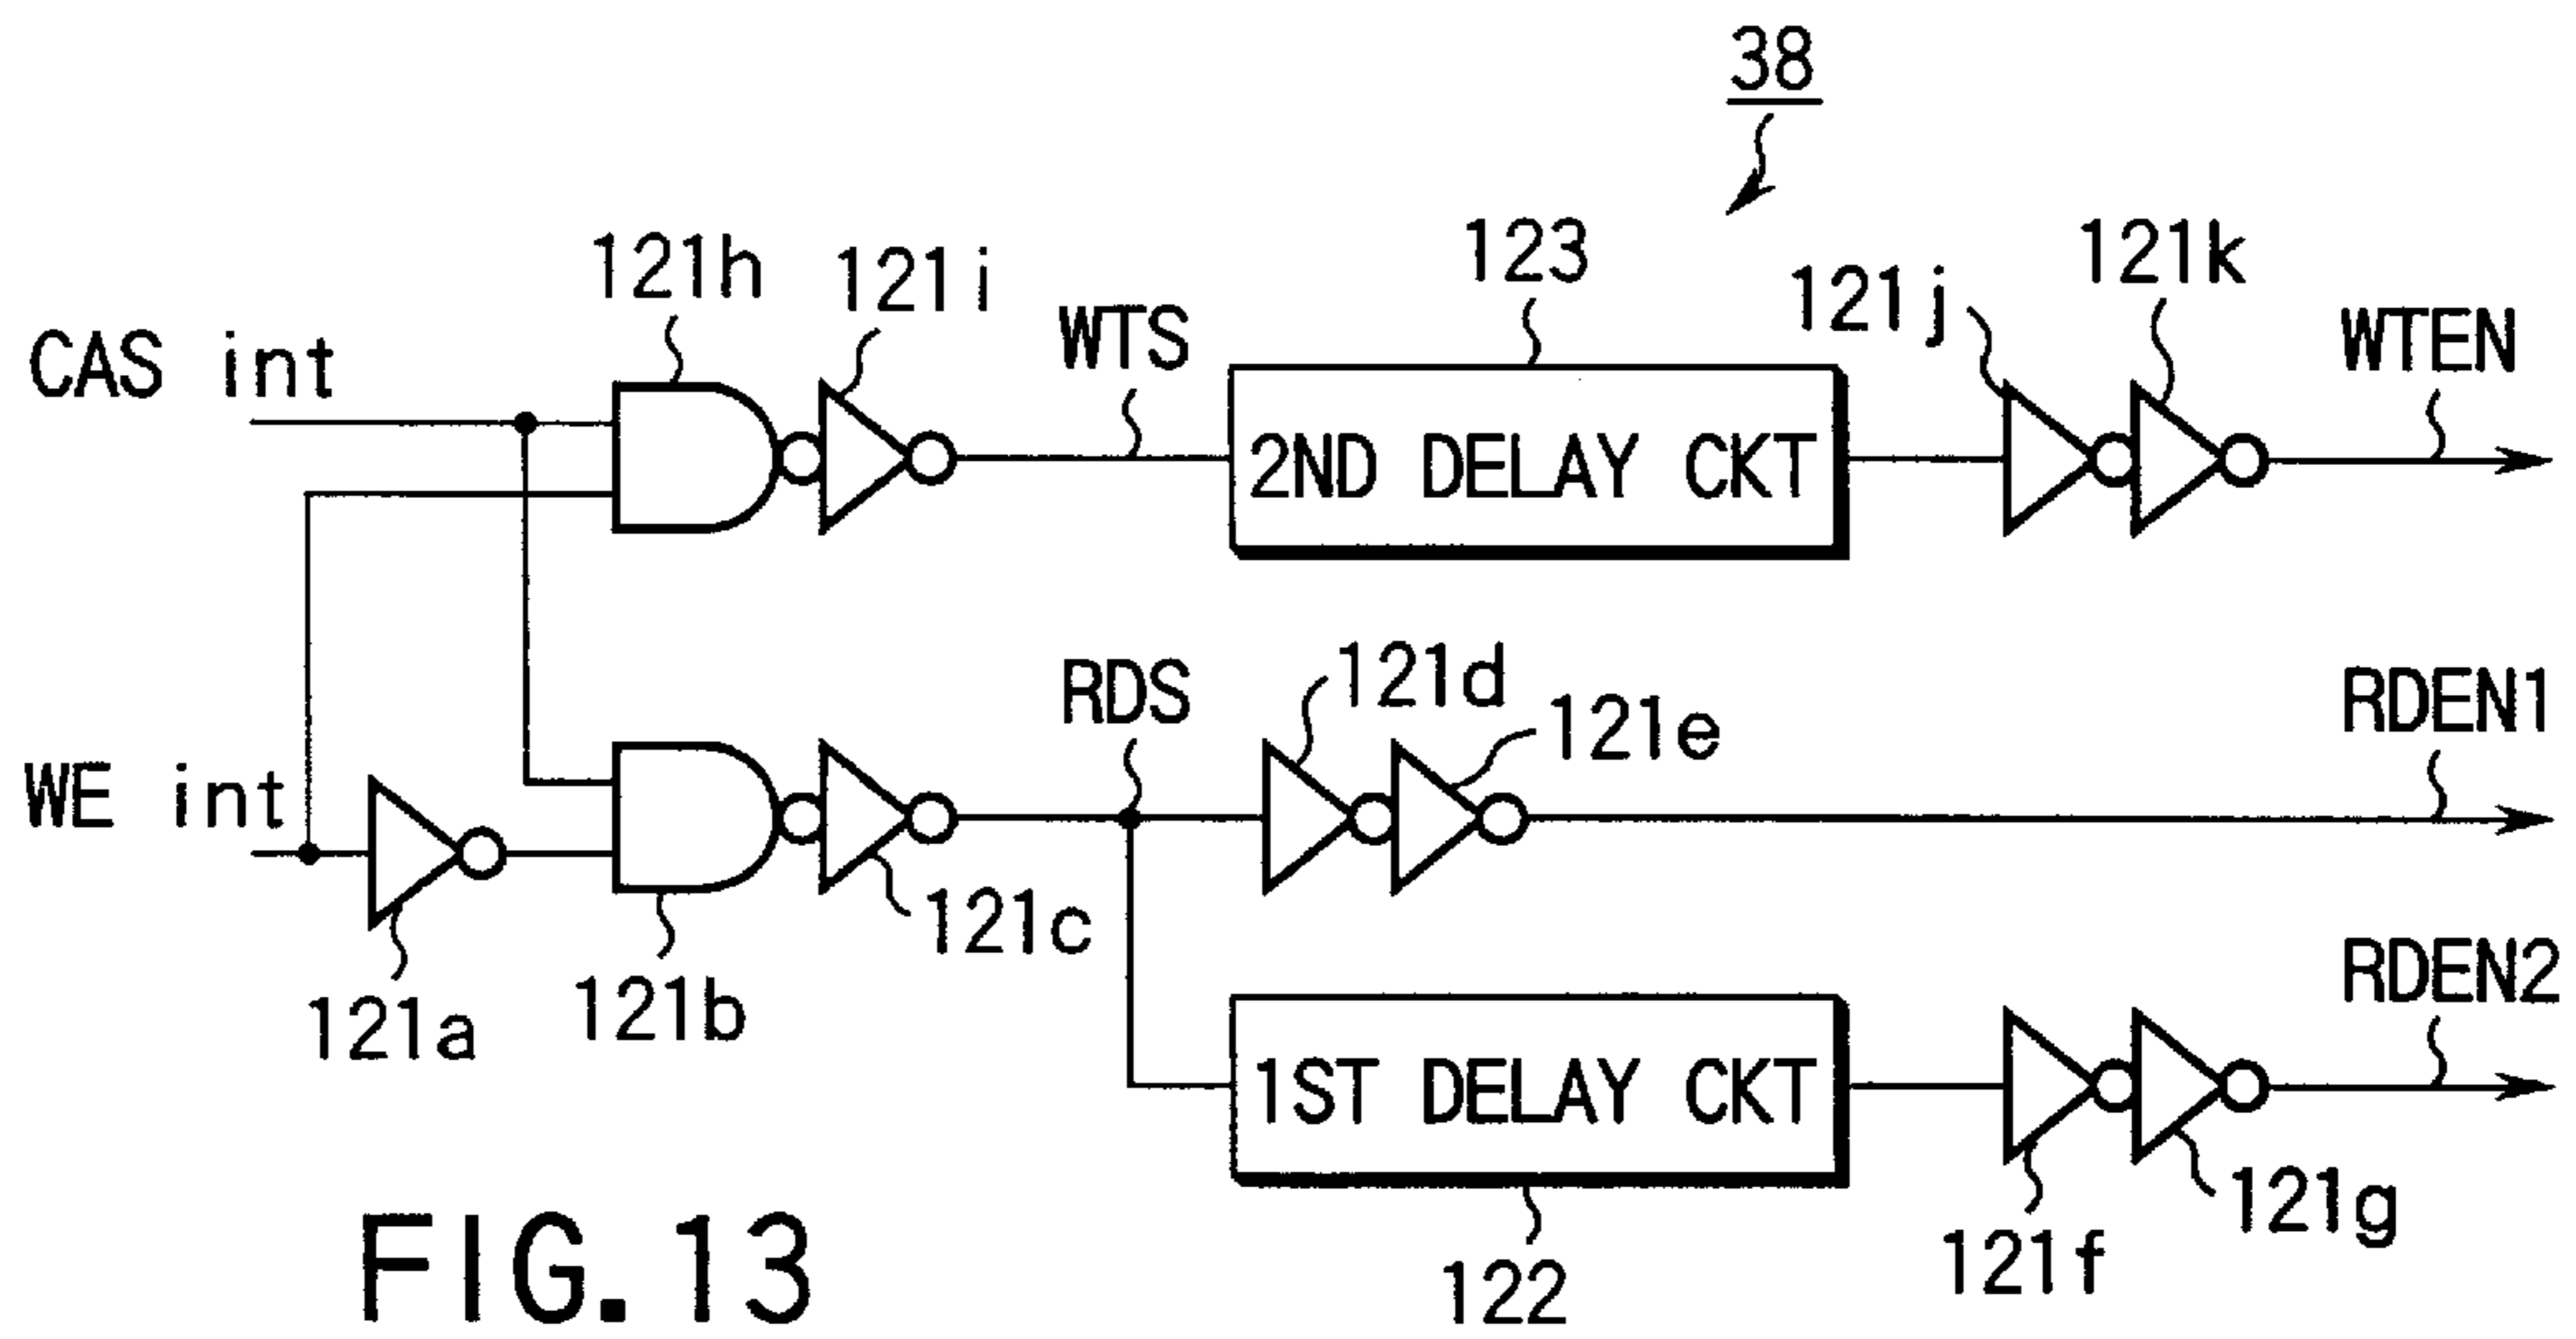 38
121h
121i
123
121j
121k
CAS int
WTS
WTEN
2ND DELAY CKT
RDS
121d
121e
RDEN1
WE int
121a
121b
121c
RDEN2
1ST DELAY CKT
121f
121g
122
FIG.13